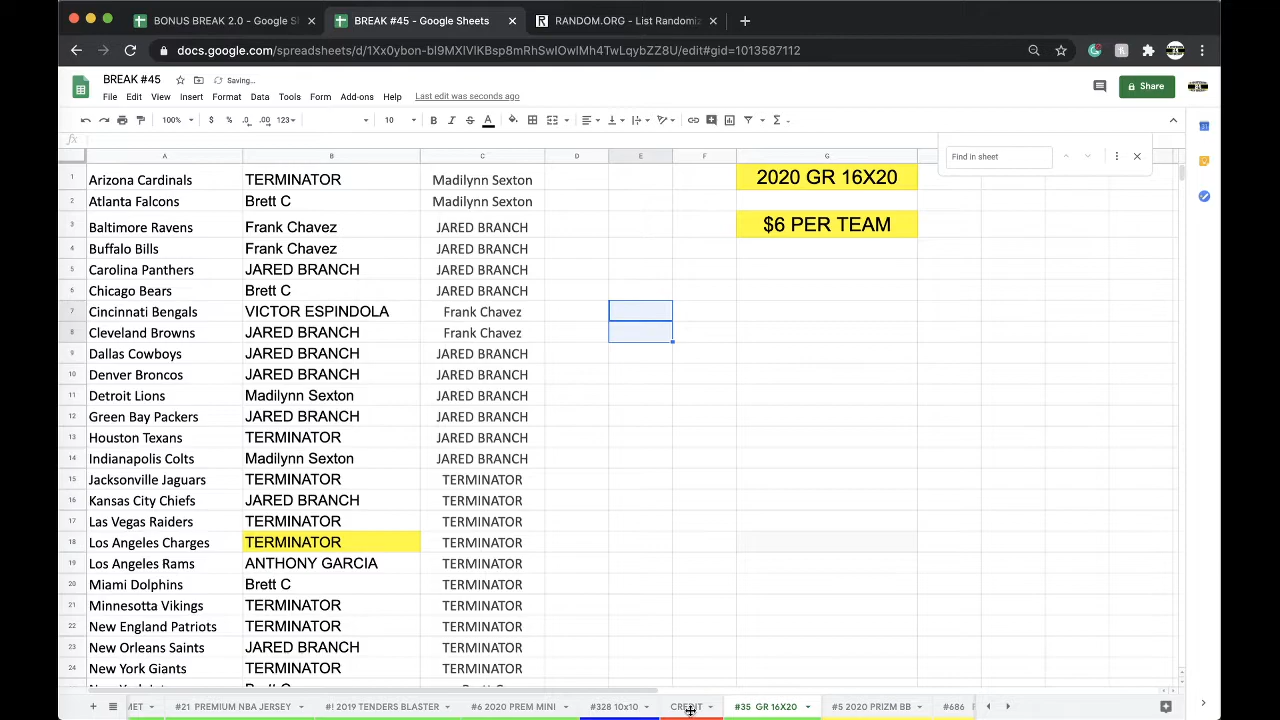 BONUS BREAK 2.0 - Google S
BREAK #45 - Google Sheets
RANDOM.ORG - List Randomiz
docs.google.com/spreadsheets/d/1Xx0ybon-bI9MXIVIKBsp8mRhSwIOwIMh4TwLqybZZ8U/edit#gid=1013587112
BREAK #45
Saving...
File Edit View Insert Format Data Tools Form Add-ons Help Last edit was seconds ago
Share
100% $ % .0 .00 123 10 B I S A
fx
Find in sheet
A B C D E F G
1 Arizona Cardinals TERMINATOR Madilynn Sexton 2020 GR 16X20
2 Atlanta Falcons Brett C Madilynn Sexton
3 Baltimore Ravens Frank Chavez JARED BRANCH $6 PER TEAM
4 Buffalo Bills Frank Chavez JARED BRANCH
5 Carolina Panthers JARED BRANCH JARED BRANCH
6 Chicago Bears Brett C JARED BRANCH
7 Cincinnati Bengals VICTOR ESPINDOLA Frank Chavez
8 Cleveland Browns JARED BRANCH Frank Chavez
9 Dallas Cowboys JARED BRANCH JARED BRANCH
10 Denver Broncos JARED BRANCH JARED BRANCH
11 Detroit Lions Madilynn Sexton JARED BRANCH
12 Green Bay Packers JARED BRANCH JARED BRANCH
13 Houston Texans TERMINATOR JARED BRANCH
14 Indianapolis Colts Madilynn Sexton JARED BRANCH
15 Jacksonville Jaguars TERMINATOR TERMINATOR
16 Kansas City Chiefs JARED BRANCH TERMINATOR
17 Las Vegas Raiders TERMINATOR TERMINATOR
18 Los Angeles Charges TERMINATOR TERMINATOR
19 Los Angeles Rams ANTHONY GARCIA TERMINATOR
20 Miami Dolphins Brett C TERMINATOR
21 Minnesotta Vikings TERMINATOR TERMINATOR
22 New England Patriots TERMINATOR TERMINATOR
23 New Orleans Saints JARED BRANCH TERMINATOR
24 New York Giants TERMINATOR TERMINATOR
MET #21 PREMIUM NBA JERSEY #! 2019 TENDERS BLASTER #6 2020 PREM MINI #328 10x10 CREDIT #35 GR 16X20 #5 2020 PRIZM BB #686